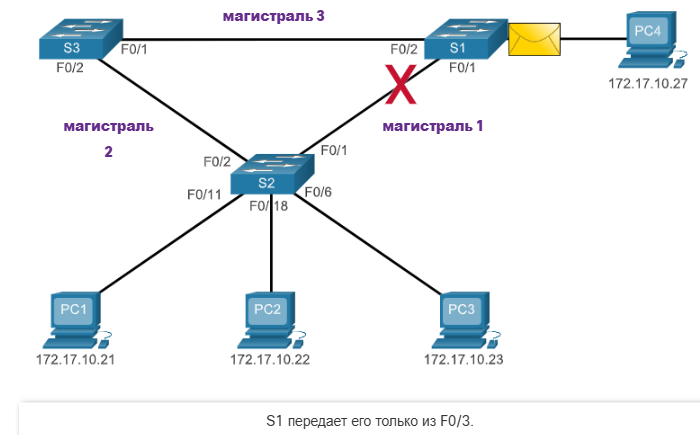 магистраль 3
S3
F0/1
F0/2
S1
PC4
F0/2
F0/1
172.17.10.27
магистраль
2
магистраль 1
F0/1
F0/2
S2
F0/11
F0/18
F0/6
PC1
PC2
PC3
172.17.10.21
172.17.10.22
172.17.10.23
S1 передает его только из F0/3.